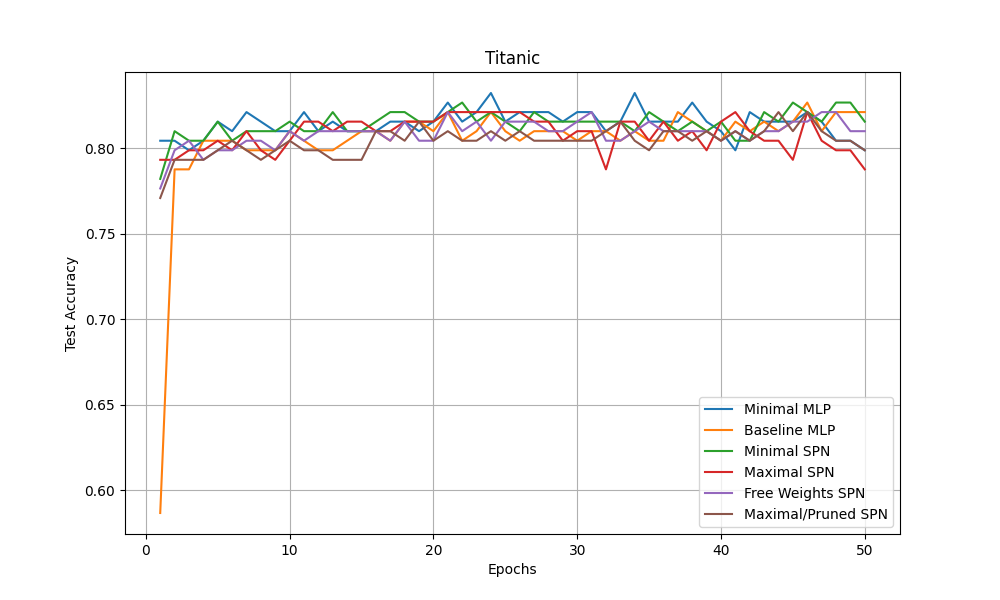 Titanic
Test Accuracy
0.80
0.75
0.70
0.65
0.60
0
10
20
30
40
50
Epochs
Minimal MLP
Baseline MLP
Minimal SPN
Maximal SPN
Free Weights SPN
Maximal/Pruned SPN